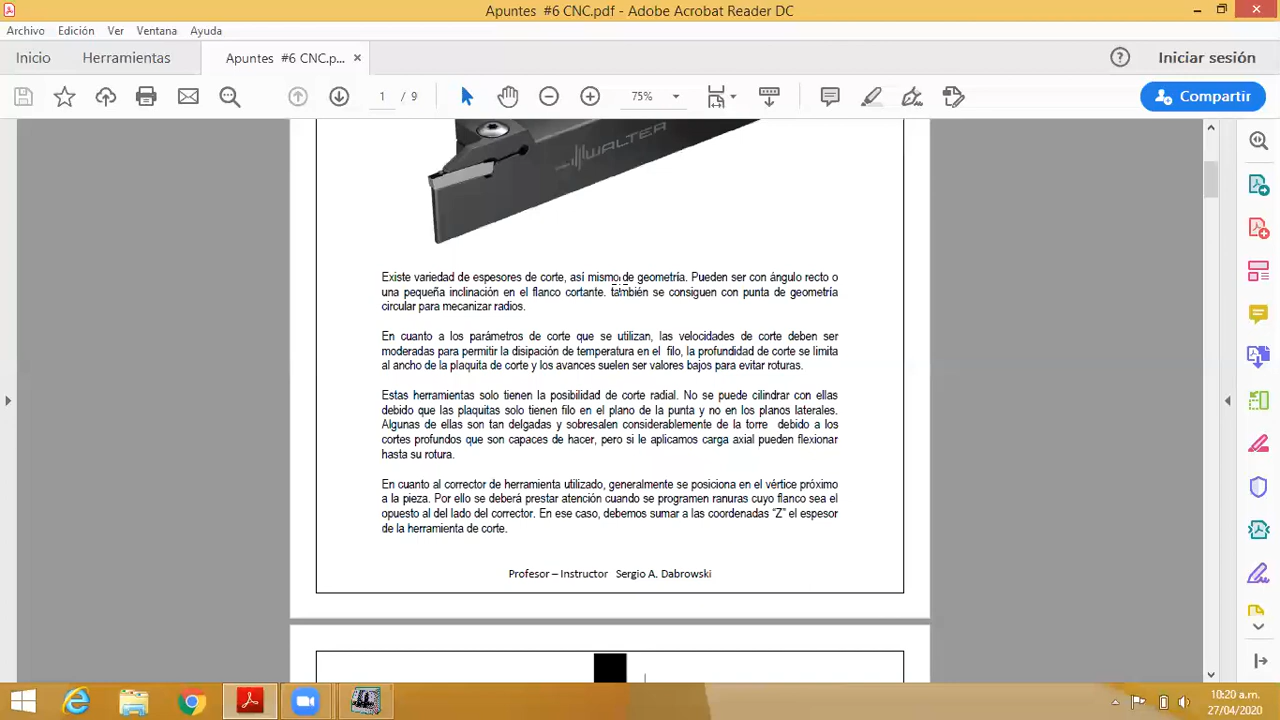 Apuntes #6 CNC.pdf - Adobe Acrobat Reader DC
Archivo Edición Ver Ventana Ayuda
Inicio Herramientas Apuntes #6 CNC.p... × Iniciar sesión
1 / 9 75% Compartir
WALTER
Existe variedad de espesores de corte, así mismo de geometría. Pueden ser con ángulo recto o
una pequeña inclinación en el flanco cortante. también se consiguen con punta de geometría
circular para mecanizar radios.
En cuanto a los parámetros de corte que se utilizan, las velocidades de corte deben ser
moderadas para permitir la disipación de temperatura en el filo, la profundidad de corte se limita
al ancho de la plaquita de corte y los avances suelen ser valores bajos para evitar roturas.
Estas herramientas solo tienen la posibilidad de corte radial. No se puede cilindrar con ellas
debido que las plaquitas solo tienen filo en el plano de la punta y no en los planos laterales.
Algunas de ellas son tan delgadas y sobresalen considerablemente de la torre debido a los
cortes profundos que son capaces de hacer, pero si le aplicamos carga axial pueden flexionar
hasta su rotura.
En cuanto al corrector de herramienta utilizado, generalmente se posiciona en el vértice próximo
a la pieza. Por ello se deberá prestar atención cuando se programen ranuras cuyo flanco sea el
opuesto al del lado del corrector. En ese caso, debemos sumar a las coordenadas “Z” el espesor
de la herramienta de corte.
Profesor – Instructor Sergio A. Dabrowski
10:20 a.m.
27/04/2020